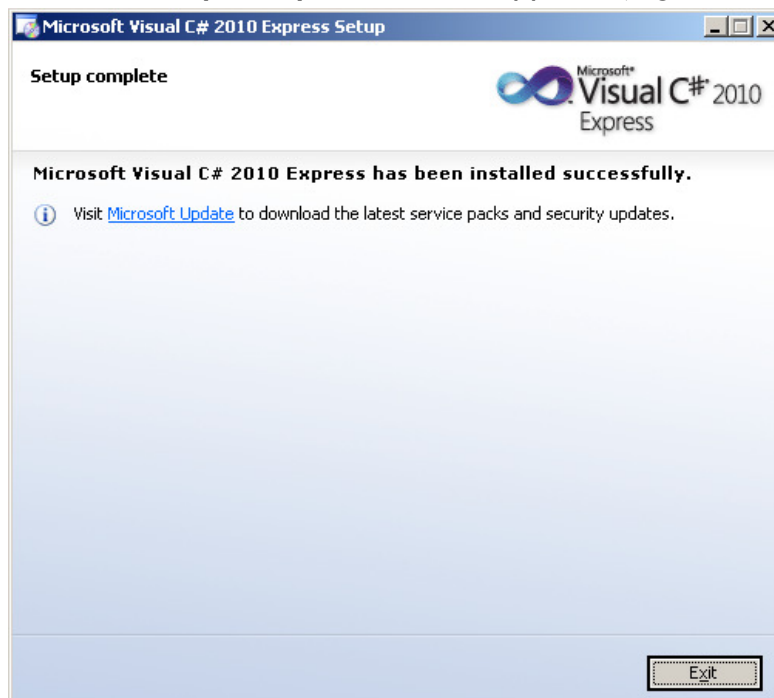 Microsoft Visual C# 2010 Express Setup
Setup complete
Microsoft®
Visual C#® 2010
Express
Microsoft Visual C# 2010 Express has been installed successfully.
Visit Microsoft Update to download the latest service packs and security updates.
Exit